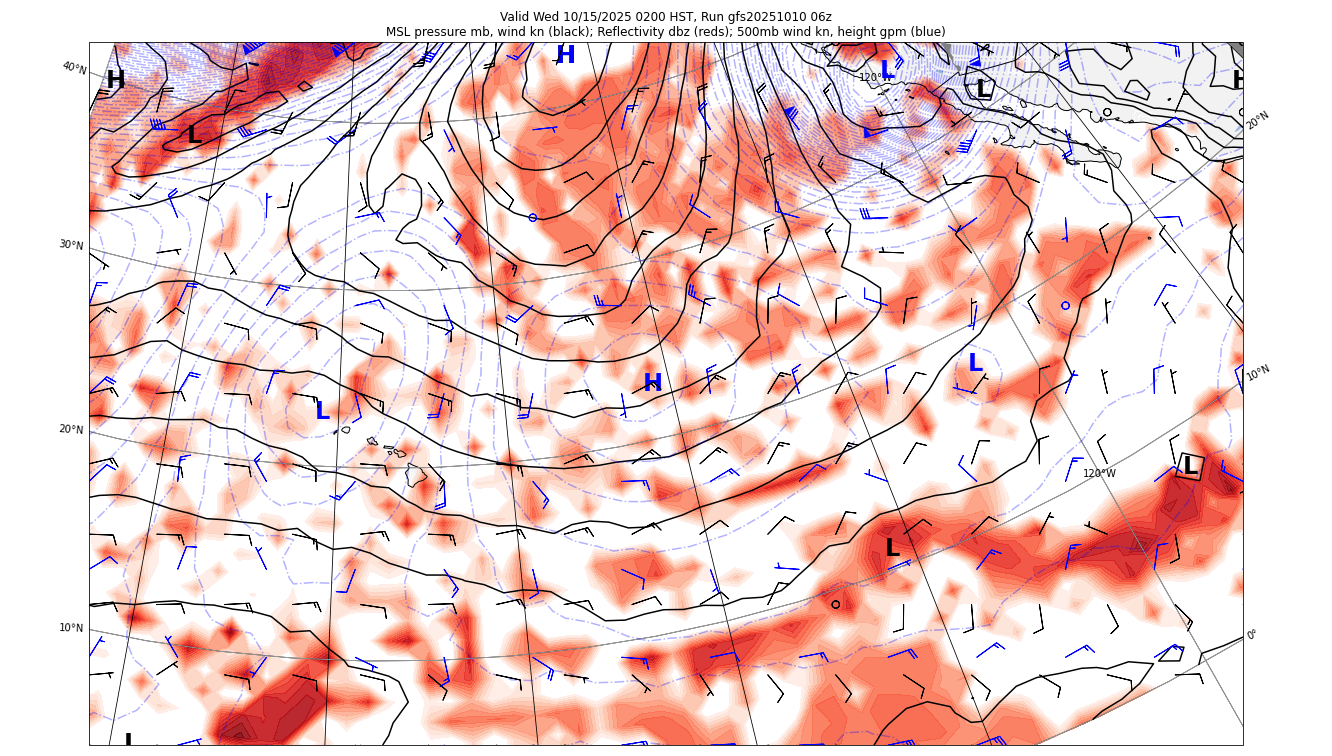 Valid Wed 10/15/2025 0200 HST, Run gfs20251010 06z
MSL pressure mb, wind kn (black); Reflectivity dbz (reds); 500mb wind kn, height gpm (blue)
H
L
120°W
L
H
40°N
H
L
20°N
30°N
L
10°N
H
L
20°N
L
120°W
L
10°N
0°
L